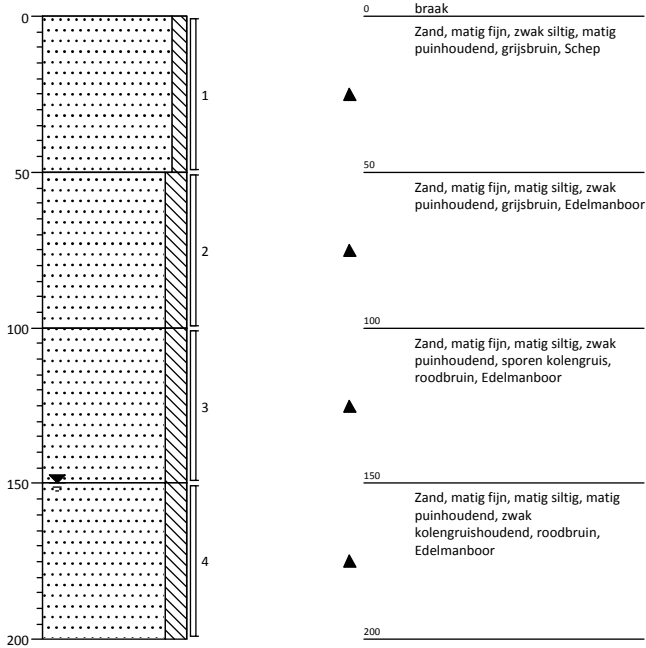 0
0
braak
Zand, matig fijn, zwak siltig, matig
puinhoudend, grijsbruin, Schep
1
50
50
Zand, matig fijn, matig siltig, zwak
puinhoudend, grijsbruin, Edelmanboor
2
100
100
Zand, matig fijn, matig siltig, zwak
puinhoudend, sporen kolengruis,
roodbruin, Edelmanboor
3
150
150
Zand, matig fijn, matig siltig, matig
puinhoudend, zwak
kolengruishoudend, roodbruin,
Edelmanboor
4
200
200